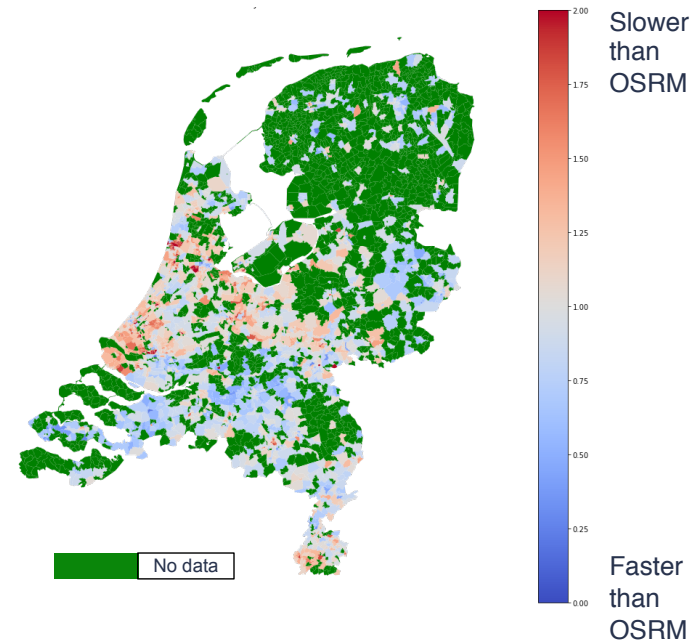 2.00
Slower
than
OSRM
1.75
1.50
1.25
1.00
0.75
0.50
0.25
No data
Faster
than
OSRM
0.00